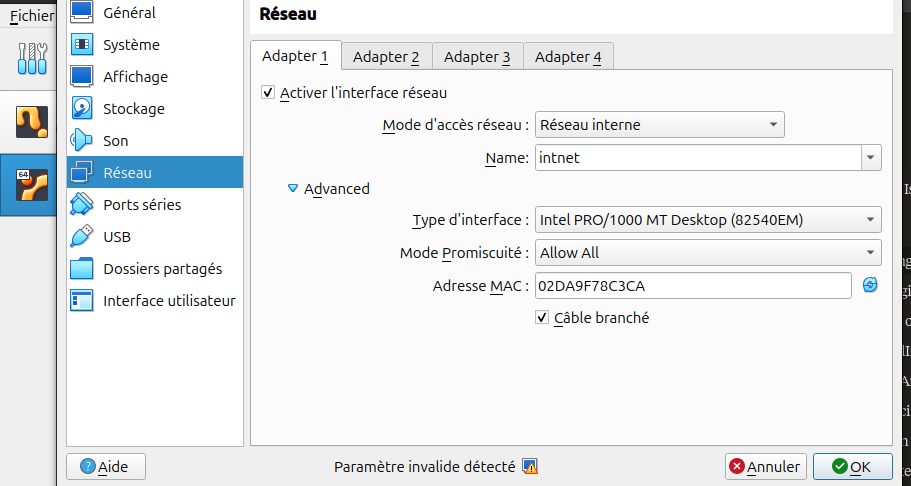 Fichier
Général
Système
Affichage
Stockage
Son
Réseau
Ports séries
USB
Dossiers partagés
Interface utilisateur
64
Réseau
Adapter 1 Adapter 2 Adapter 3 Adapter 4
Activer l'interface réseau
Mode d'accès réseau : Réseau interne
Name: intnet
Advanced
Type d'interface : Intel PRO/1000 MT Desktop (82540EM)
Mode Promiscuité : Allow All
Adresse MAC : 02DA9F78C3CA
Câble branché
Aide Paramètre invalide détecté Annuler OK